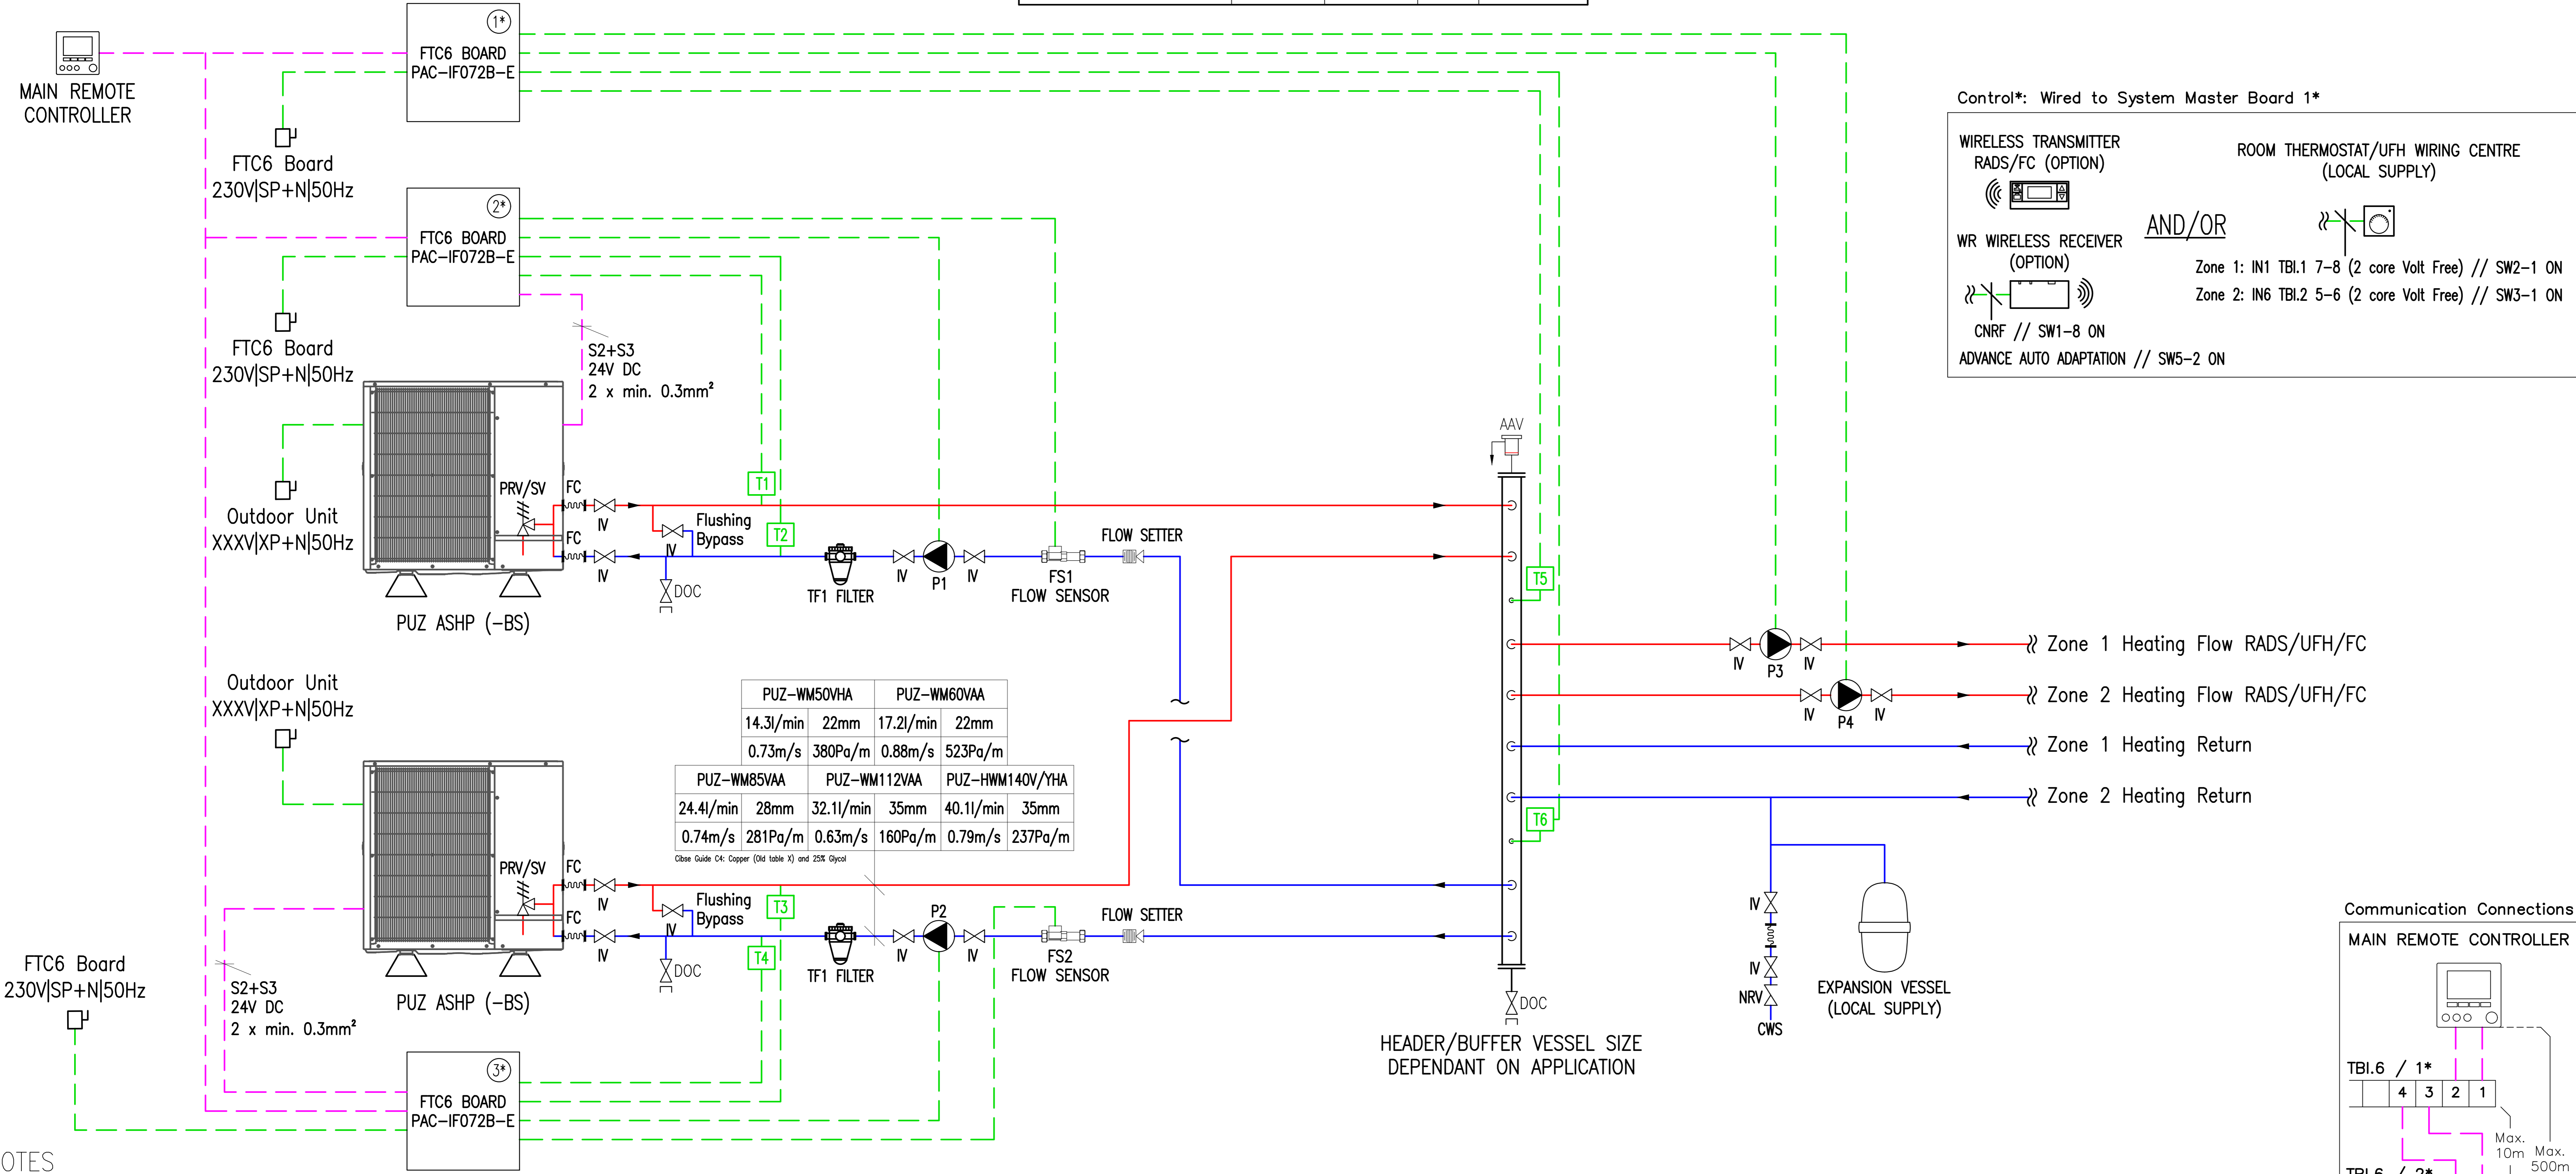 1*
FTC6 BOARD
PAC-IF072B-E
MAIN REMOTE
CONTROLLER
FTC6 Board
230V|SP+N|50Hz
2*
FTC6 BOARD
PAC-IF072B-E
FTC6 Board
230V|SP+N|50Hz
S2+S3
24V DC
2 x min. 0.3mm²
Control*: Wired to System Master Board 1*
WIRELESS TRANSMITTER
RADS/FC (OPTION)
ROOM THERMOSTAT/UFH WIRING CENTRE
(LOCAL SUPPLY)
AND/OR
WR WIRELESS RECEIVER
(OPTION)
Zone 1: IN1 TBI.1 7-8 (2 core Volt Free) // SW2-1 ON
Zone 2: IN6 TBI.2 5-6 (2 core Volt Free) // SW3-1 ON
CNRF // SW1-8 ON
ADVANCE AUTO ADAPTATION // SW5-2 ON
AAV
PRV/SV
FC
IV
T1
Outdoor Unit
XXXV|XP+N|50Hz
Flushing
Bypass
T2
FC
IV
IV
DOC
TF1 FILTER
IV
P1
IV
FS1
FLOW SENSOR
FLOW SETTER
T5
PUZ ASHP (-BS)
IV
P3
IV
Zone 1 Heating Flow RADS/UFH/FC
IV
P4
IV
Zone 2 Heating Flow RADS/UFH/FC
Zone 1 Heating Return
Zone 2 Heating Return
Outdoor Unit
XXXV|XP+N|50Hz
PUZ-WM50VHA PUZ-WM60VAA
14.3l/min 22mm 17.2l/min 22mm
0.73m/s 380Pa/m 0.88m/s 523Pa/m
PUZ-WM85VAA PUZ-WM112VAA PUZ-HWM140V/YHA
24.4l/min 28mm 32.1l/min 35mm 40.1l/min 35mm
0.74m/s 281Pa/m 0.63m/s 160Pa/m 0.79m/s 237Pa/m
Cibse Guide C4: Copper (Old table X) and 25% Glycol
T6
PRV/SV
FC
IV
Flushing
Bypass
T3
FC
IV
IV
DOC
T4
TF1 FILTER
IV
P2
IV
FS2
FLOW SENSOR
FLOW SETTER
PUZ ASHP (-BS)
FTC6 Board
230V|SP+N|50Hz
S2+S3
24V DC
2 x min. 0.3mm²
DOC
HEADER/BUFFER VESSEL SIZE
DEPENDANT ON APPLICATION
IV
IV
NRV
CWS
EXPANSION VESSEL
(LOCAL SUPPLY)
3*
FTC6 BOARD
PAC-IF072B-E
Communication Connections
MAIN REMOTE CONTROLLER
TBI.6 / 1*
4 3 2 1
Max.
10m
Max.
500m
TBI.6 / 2*
OTES